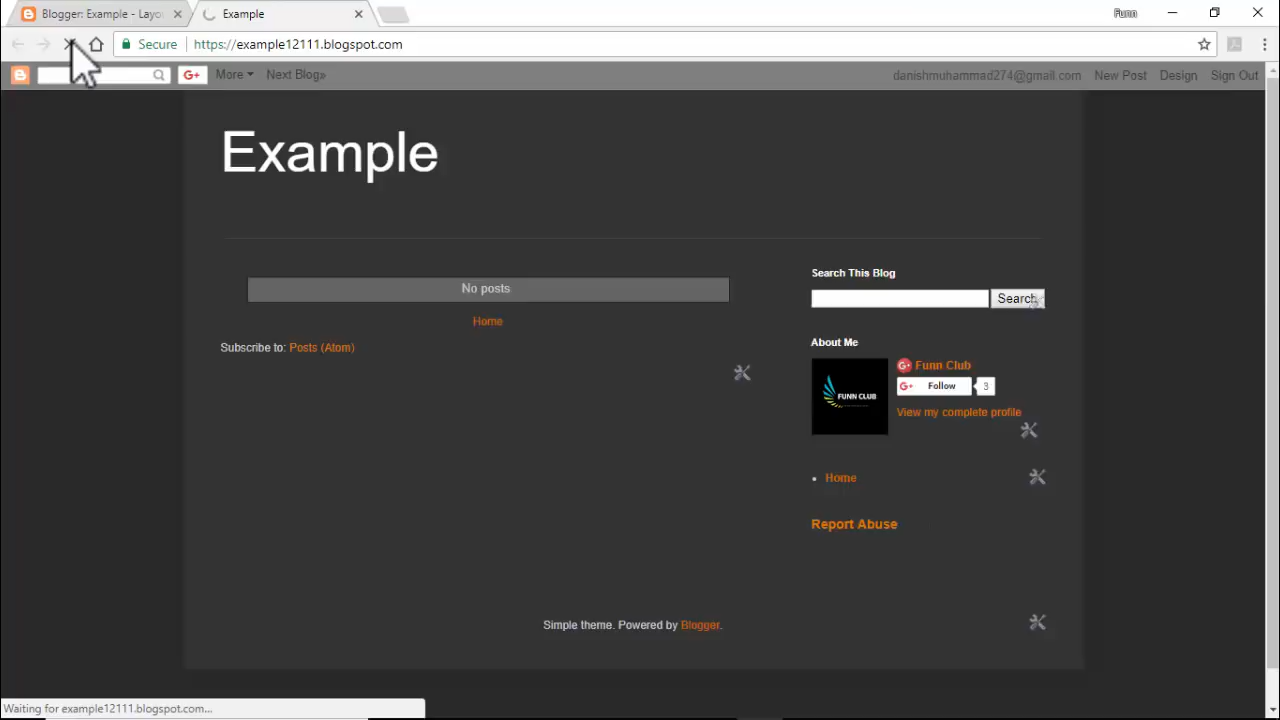 Blogger: Example - Layou
Example
Funn
Secure
https://example12111.blogspot.com
G+
More
Next Blog»
danishmuhammad274@gmail.com
New Post
Design
Sign Out
Example
No posts
Home
Subscribe to: Posts (Atom)
Search This Blog
Search
About Me
FUNN CLUB
G+ Funn Club
G+ Follow 3
View my complete profile
Home
Report Abuse
Simple theme. Powered by Blogger.
Waiting for example12111.blogspot.com...